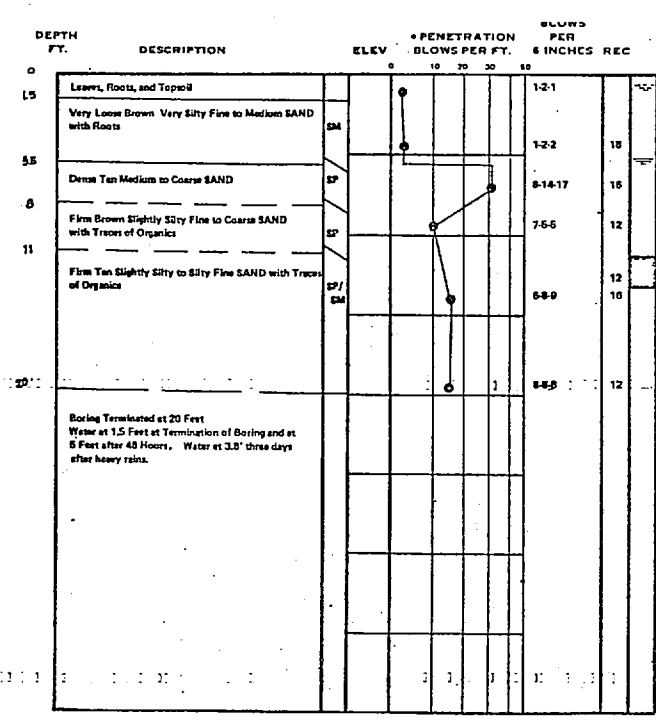 DEPTH FT. DESCRIPTION ELEV • PENETRATION BLOWS PER FT. BLOWS PER 6 INCHES REC
0 10 20 30 50
0
Leaves, Roots, and Topsoil 1-2-1
1.5
Very Loose Brown Very Silty Fine to Medium SAND
with Roots SM
1-2-2 18
5.5
Dense Tan Medium to Coarse SAND SP 8-14-17 16
8
Firm Brown Slightly Silty Fine to Coarse SAND
with Traces of Organics SP 7-5-5 12
11
Firm Tan Slightly Silty to Silty Fine SAND with Traces
of Organics SP/
SM
12
6-8-9 16
20 8-8-8 12
Boring Terminated at 20 Feet
Water at 1.5 Feet at Termination of Boring and at
5 Feet after 48 Hours. Water at 3.8' three days
after heavy rains.